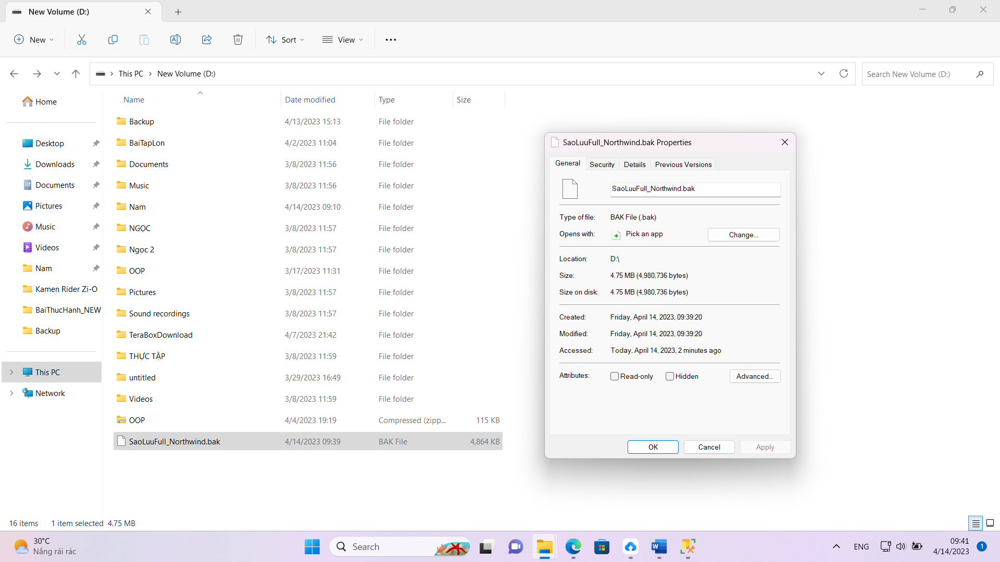 New Volume (D:)
New
Sort
View
This PC
New Volume (D:)
Search New Volume (D:)
Home
Desktop
Downloads
Documents
Pictures
Music
Videos
Nam
Kamen Rider Zi-O
BaiThucHanh_NEW
Backup
This PC
Network
Name Date modified Type Size
Backup 4/13/2023 15:13 File folder
BaiTapLon 4/2/2023 11:04 File folder
Documents 3/8/2023 11:56 File folder
Music 3/8/2023 11:56 File folder
Nam 4/14/2023 09:10 File folder
NGỌC 3/8/2023 11:57 File folder
Ngọc 2 3/8/2023 11:57 File folder
OOP 3/17/2023 11:31 File folder
Pictures 3/8/2023 11:57 File folder
Sound recordings 3/8/2023 11:57 File folder
TeraBoxDownload 4/7/2023 21:42 File folder
THỰC TẬP 3/8/2023 11:59 File folder
untitled 3/29/2023 16:49 File folder
Videos 3/8/2023 11:59 File folder
OOP 4/4/2023 19:19 Compressed (zipp... 115 KB
SaoLuuFull_Northwind.bak 4/14/2023 09:39 BAK File 4,864 KB
SaoLuuFull_Northwind.bak Properties
General Security Details Previous Versions
SaoLuuFull_Northwind.bak
Type of file: BAK File (.bak)
Opens with: Pick an app Change...
Location: D:\
Size: 4.75 MB (4,980,736 bytes)
Size on disk: 4.75 MB (4,980,736 bytes)
Created: Friday, April 14, 2023, 09:39:20
Modified: Friday, April 14, 2023, 09:39:20
Accessed: Today, April 14, 2023, 2 minutes ago
Attributes: Read-only Hidden Advanced...
OK Cancel Apply
16 items 1 item selected 4.75 MB
30°C
Nắng rải rác
Search
W
ENG
09:41
4/14/2023
1